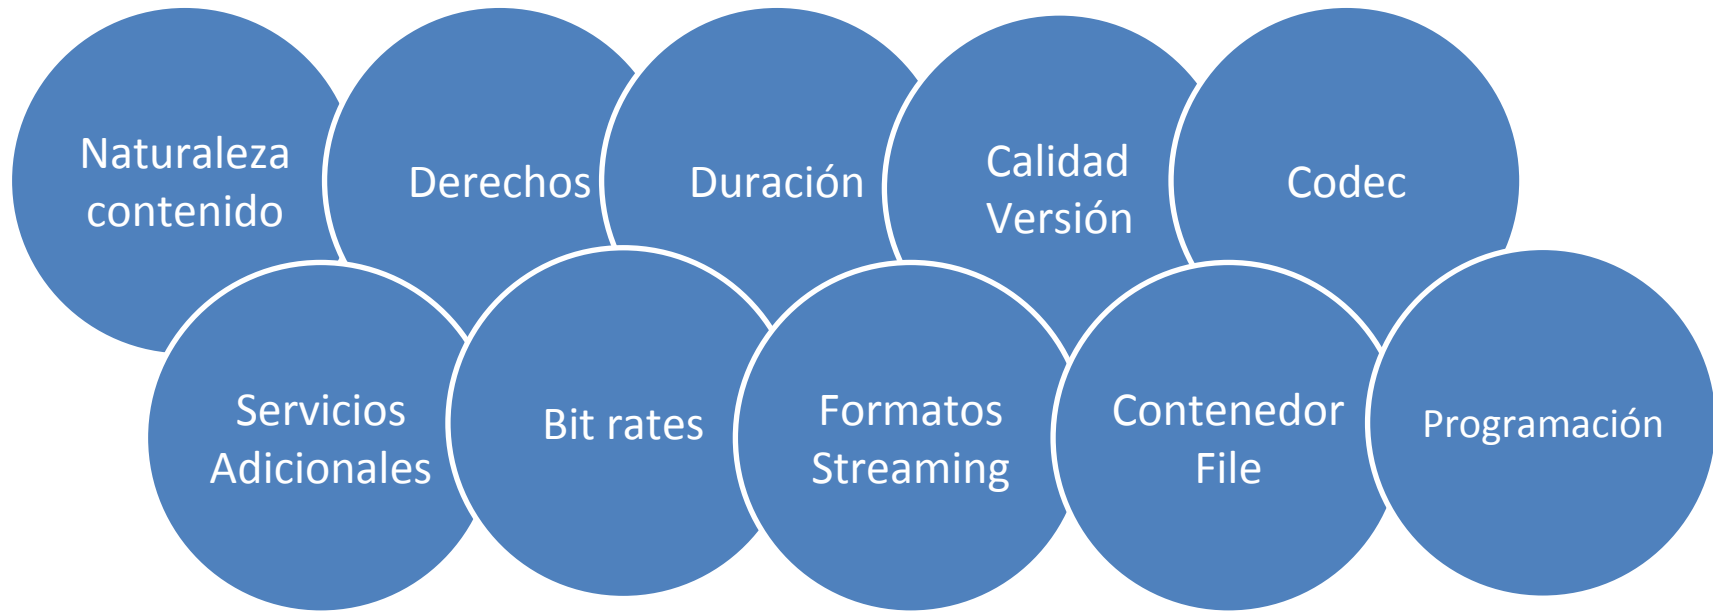 Naturaleza
contenido
Derechos
Duración
Calidad
Versión
Codec
Servicios
Adicionales
Bit rates
Formatos
Streaming
Contenedor
File
Programación